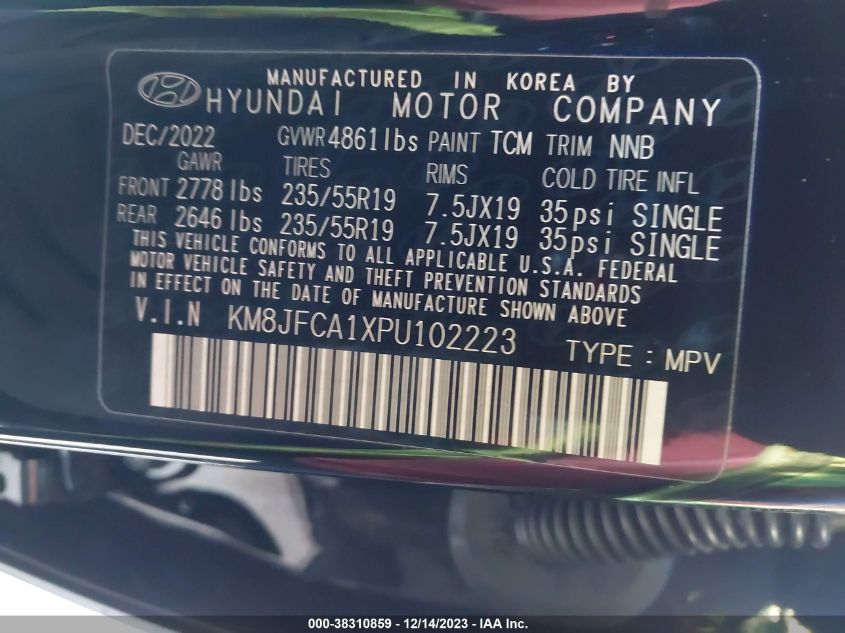 MANUFACTURED IN KOREA BY
HYUNDAI MOTOR COMPANY
DEC/2022 GVWR 4861 lbs PAINT TCM TRIM NNB
GAWR TIRES RIMS COLD TIRE INFL
FRONT 2778 lbs 235/55R19 7.5JX19 35psi SINGLE
REAR 2646 lbs 235/55R19 7.5JX19 35psi SINGLE
THIS VEHICLE CONFORMS TO ALL APPLICABLE U.S.A. FEDERAL
MOTOR VEHICLE SAFETY AND THEFT PREVENTION STANDARDS
IN EFFECT ON THE DATE OF MANUFACTURE SHOWN ABOVE
V.I.N KM8JFCA1XPU102223 TYPE : MPV
000-38310859 - 12/14/2023 - IAA Inc.